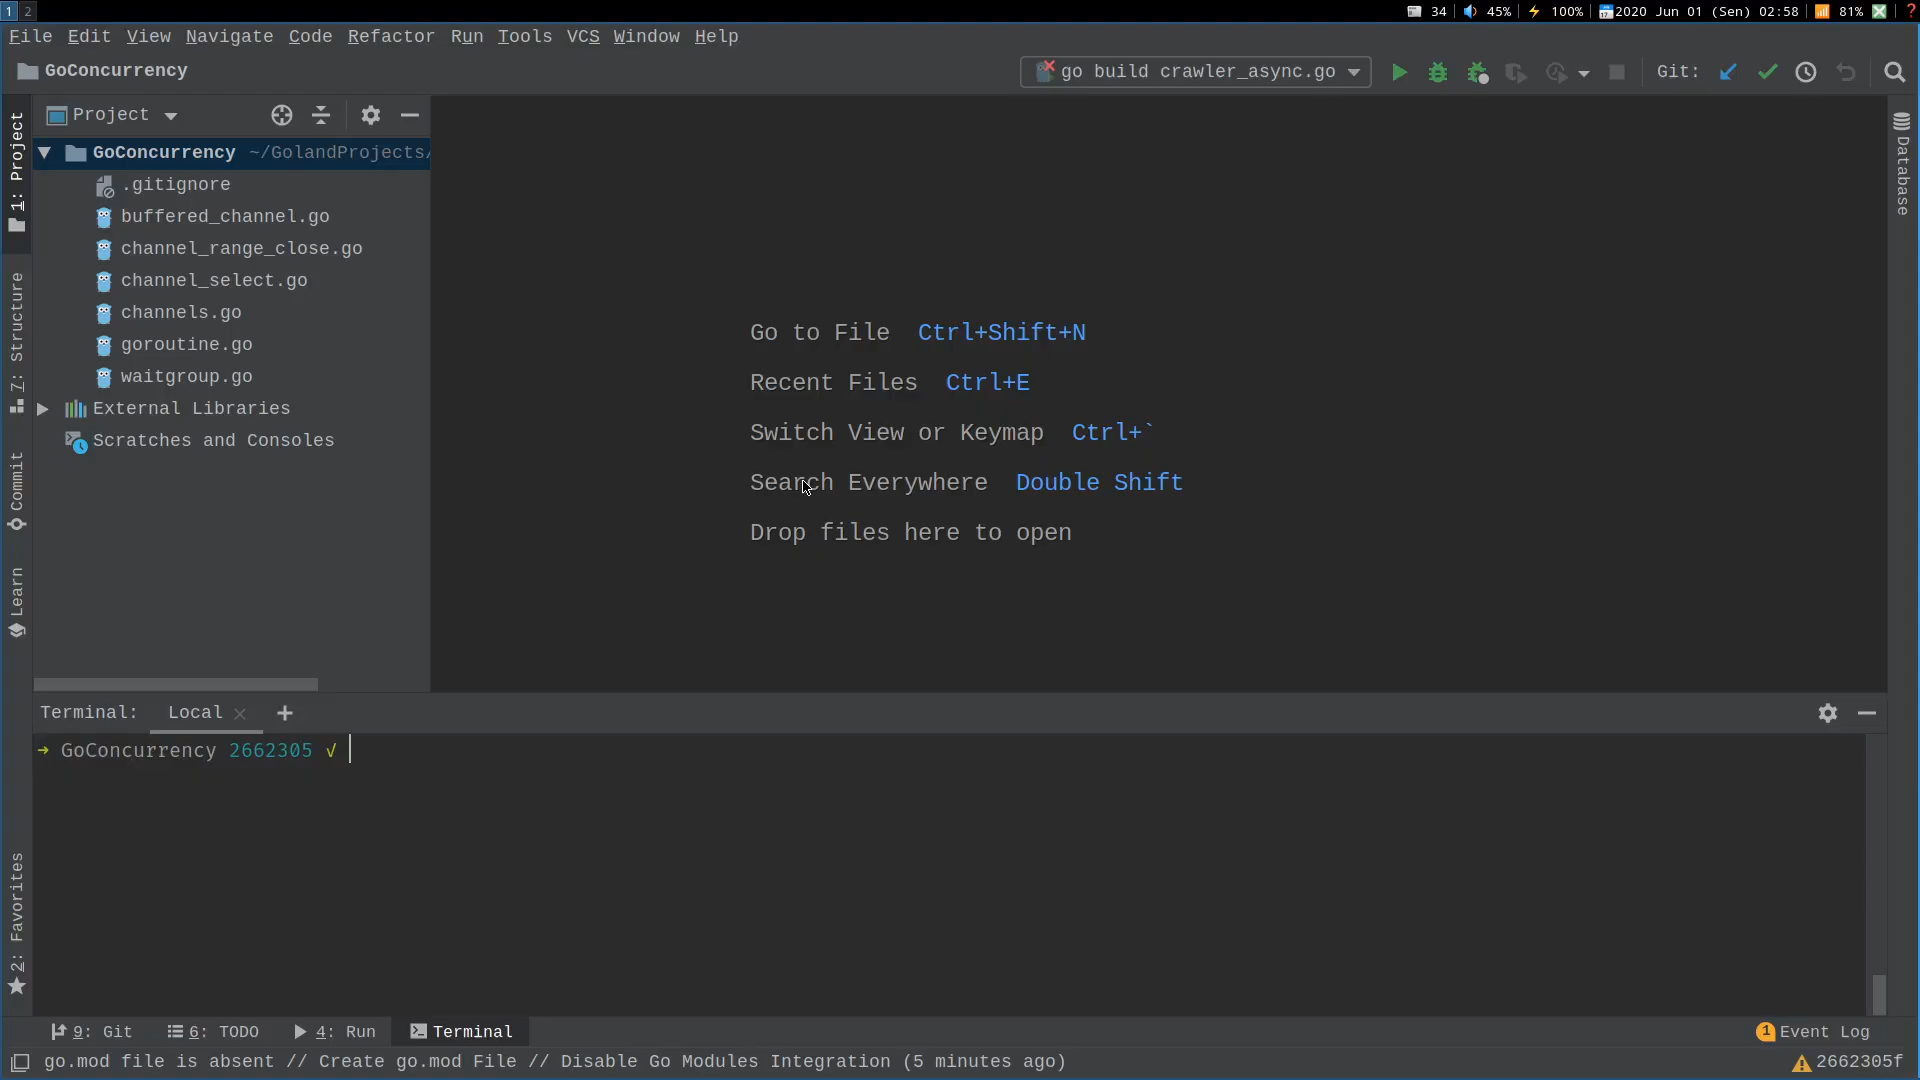 1 2 34 45% 100% 2020 Jun 01 (Sen) 02:58 81%
File Edit View Navigate Code Refactor Run Tools VCS Window Help
GoConcurrency go build crawler_async.go Git:
Project
GoConcurrency ~/GolandProjects/
.gitignore
buffered_channel.go
channel_range_close.go
channel_select.go
channels.go
goroutine.go
waitgroup.go
External Libraries
Scratches and Consoles
1: Project
7: Structure
Commit
Learn
2: Favorites
Go to File Ctrl+Shift+N
Recent Files Ctrl+E
Switch View or Keymap Ctrl+`
Search Everywhere Double Shift
Drop files here to open
Database
Terminal: Local × +
→ GoConcurrency 2662305 √
9: Git 6: TODO 4: Run Terminal 1 Event Log
go.mod file is absent // Create go.mod File // Disable Go Modules Integration (5 minutes ago) 2662305f